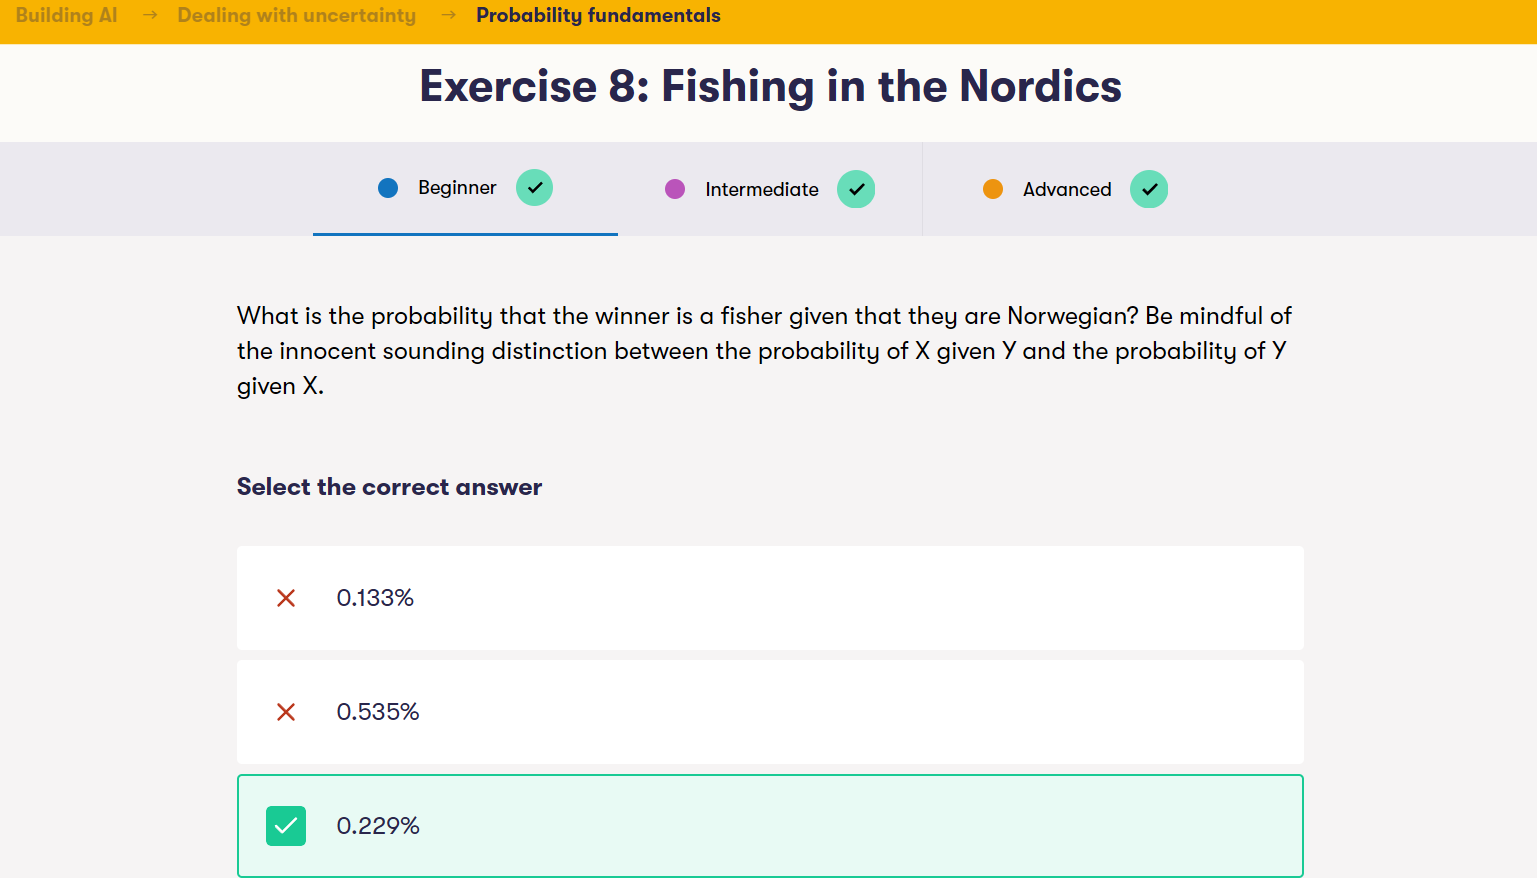 Building AI → Dealing with uncertainty → Probability fundamentals
Exercise 8: Fishing in the Nordics
Beginner Intermediate Advanced
What is the probability that the winner is a fisher given that they are Norwegian? Be mindful of
the innocent sounding distinction between the probability of X given Y and the probability of Y
given X.
Select the correct answer
0.133%
0.535%
0.229%